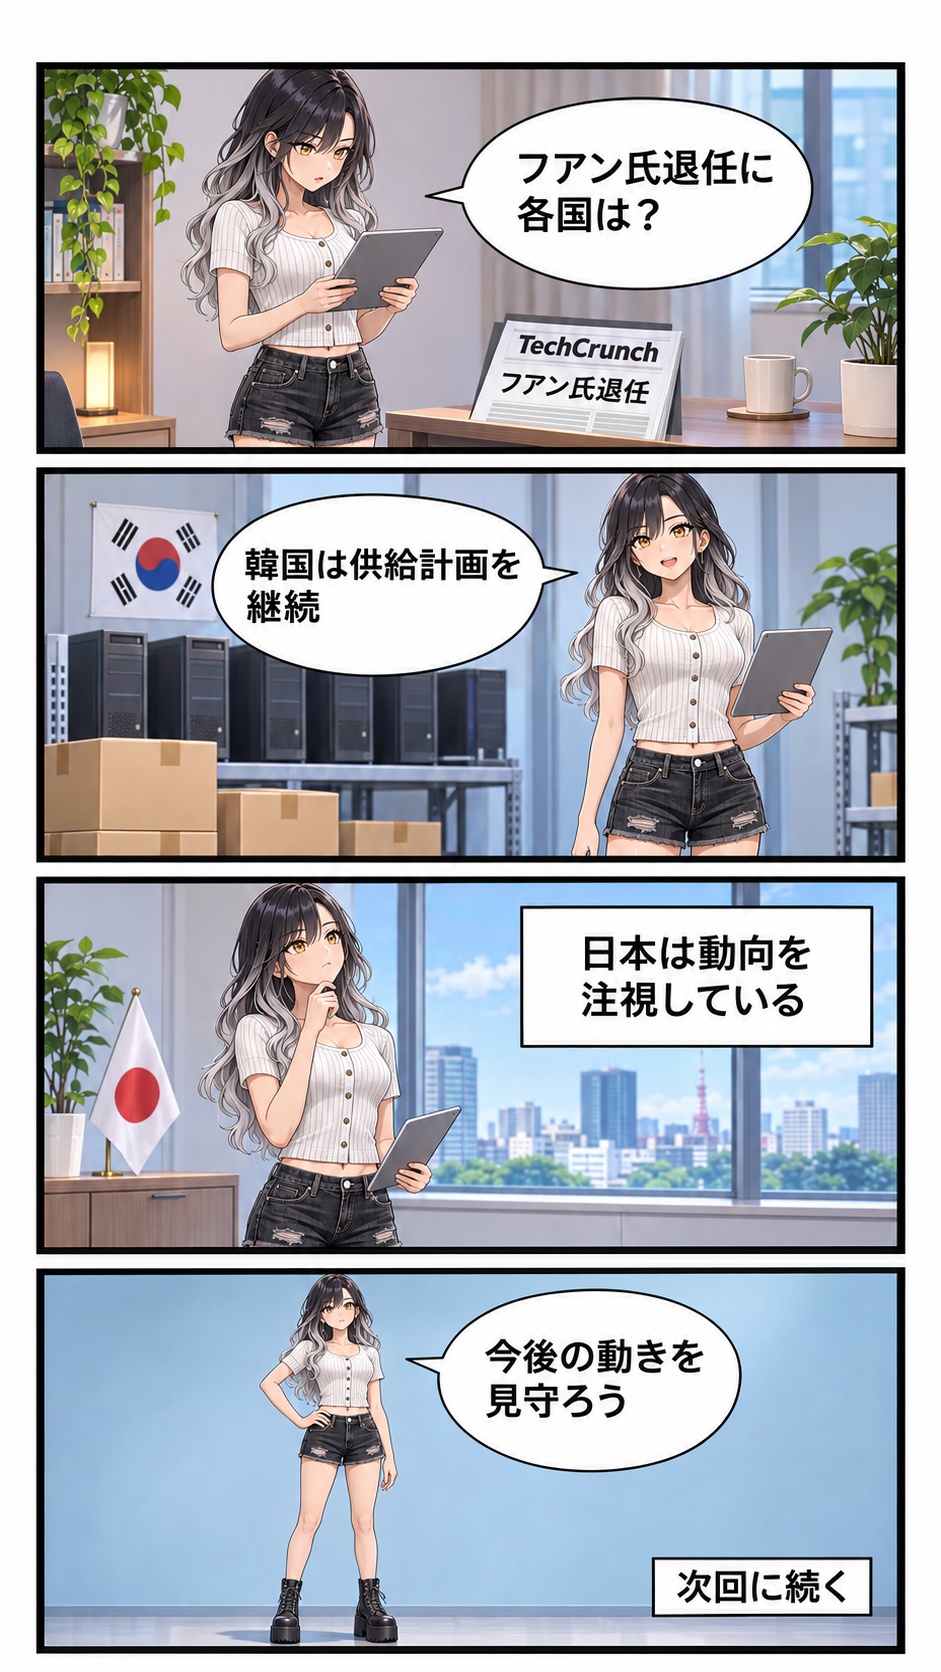 フアン氏退任に
各国は？
TechCrunch
フアン氏退任
韓国は供給計画を
継続
日本は動向を
注視している
今後の動きを
見守ろう
次回に続く